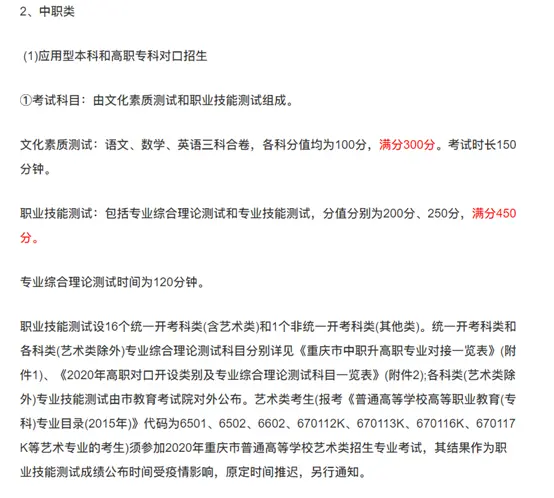 2、中职类
(1)应用型本科和高职专科对口招生
①考试科目：由文化素质测试和职业技能测试组成。
文化素质测试：语文、数学、英语三科合卷，各科分值均为100分，满分300分。考试时长150
分钟。
职业技能测试：包括专业综合理论测试和专业技能测试，分值分别为200分、250分，满分450
分。
专业综合理论测试时间为120分钟。
职业技能测试设16个统一开考科类(含艺术类)和1个非统一开考科类(其他类)。统一开考科类和
各科类(艺术类除外)专业综合理论测试科目分别详见《重庆市中职升高职专业对接一览表》(附
件1)、《2020年高职对口开设类别及专业综合理论测试科目一览表》(附件2);各科类(艺术类除
外)专业技能测试由市教育考试院对外公布。艺术类考生(报考《普通高等学校高等职业教育(专
科)专业目录(2015年)》代码为6501、6502、6602、670112K、670113K、670116K、670117
K等艺术专业的考生)须参加2020年重庆市普通高等学校艺术类招生专业考试，其结果作为职
业技能测试成绩公布时间受疫情影响，原定时间推迟，另行通知。